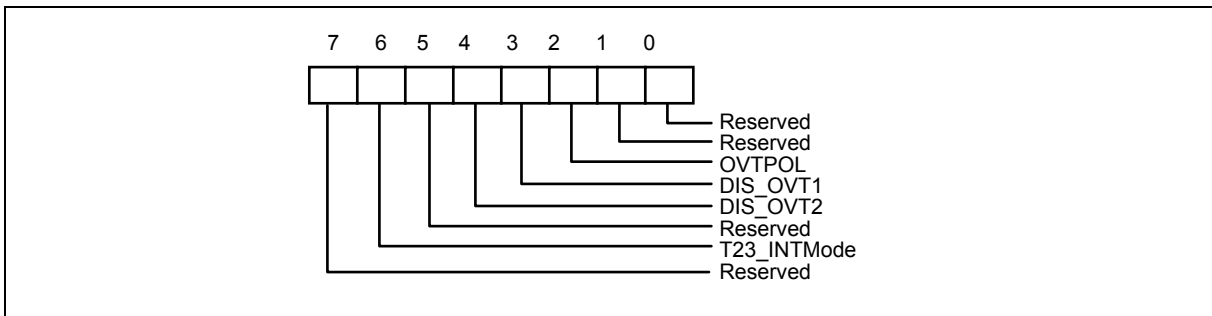 7 6 5 4 3 2 1 0
Reserved
Reserved
OVTPOL
DIS_OVT1
DIS_OVT2
Reserved
T23_INTMode
Reserved